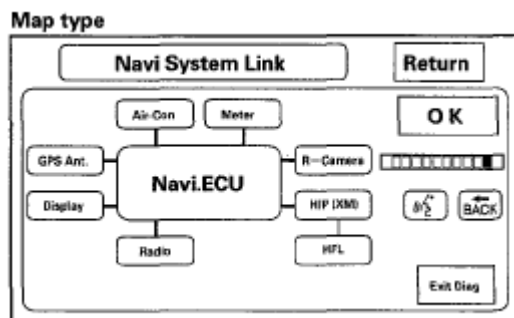 Map type
Navi System Link
Return
Air-Con
Meter
OK
GPS Ant.
R-Camera
Navi.ECU
Display
HIP (XM)
BACK
Radio
HFL
Exit Diag